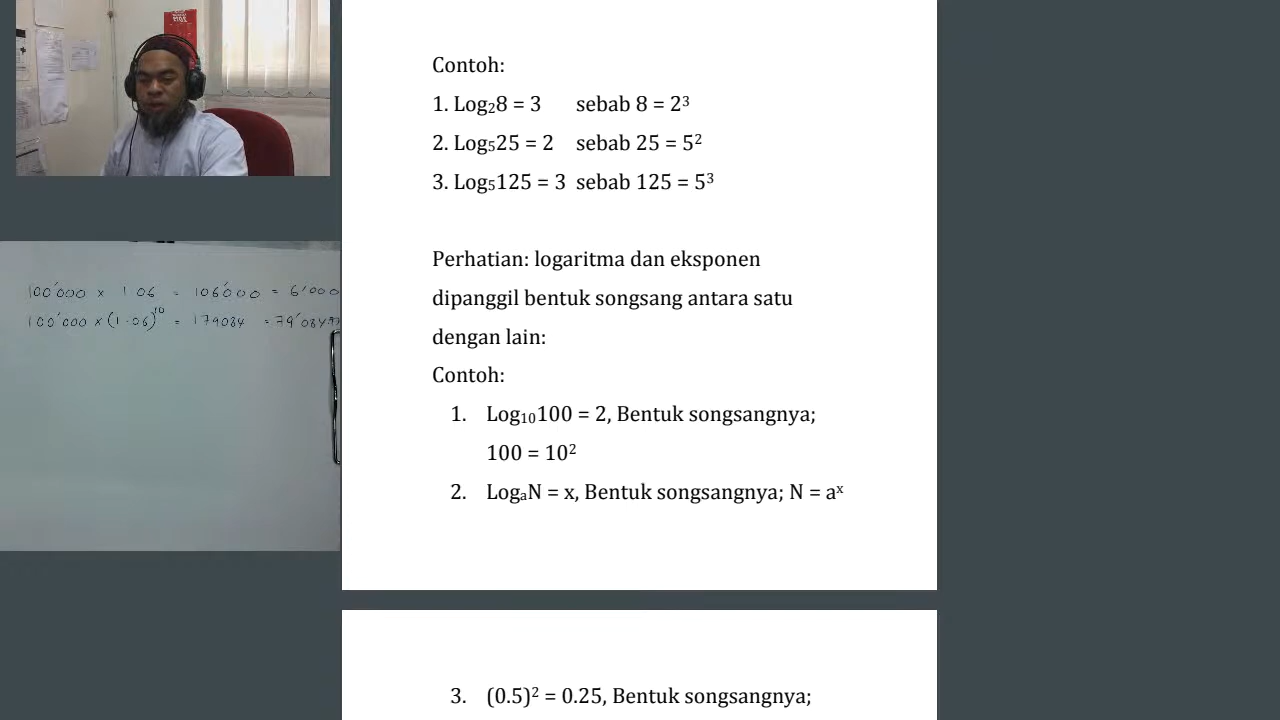 Contoh:
1. Log₂8 = 3 sebab 8 = 2³
2. Log₅25 = 2 sebab 25 = 5²
3. Log₅125 = 3 sebab 125 = 5³
Perhatian: logaritma dan eksponen
dipanggil bentuk songsang antara satu
dengan lain:
Contoh:
1. Log₁₀100 = 2, Bentuk songsangnya;
100 = 10²
2. LogₐN = x, Bentuk songsangnya; N = aˣ
3. (0.5)² = 0.25, Bentuk songsangnya;
100'000 x 1.06 = 106'000 = 6'000
100'000 x (1.06)¹⁰ = 179084 = 79'084